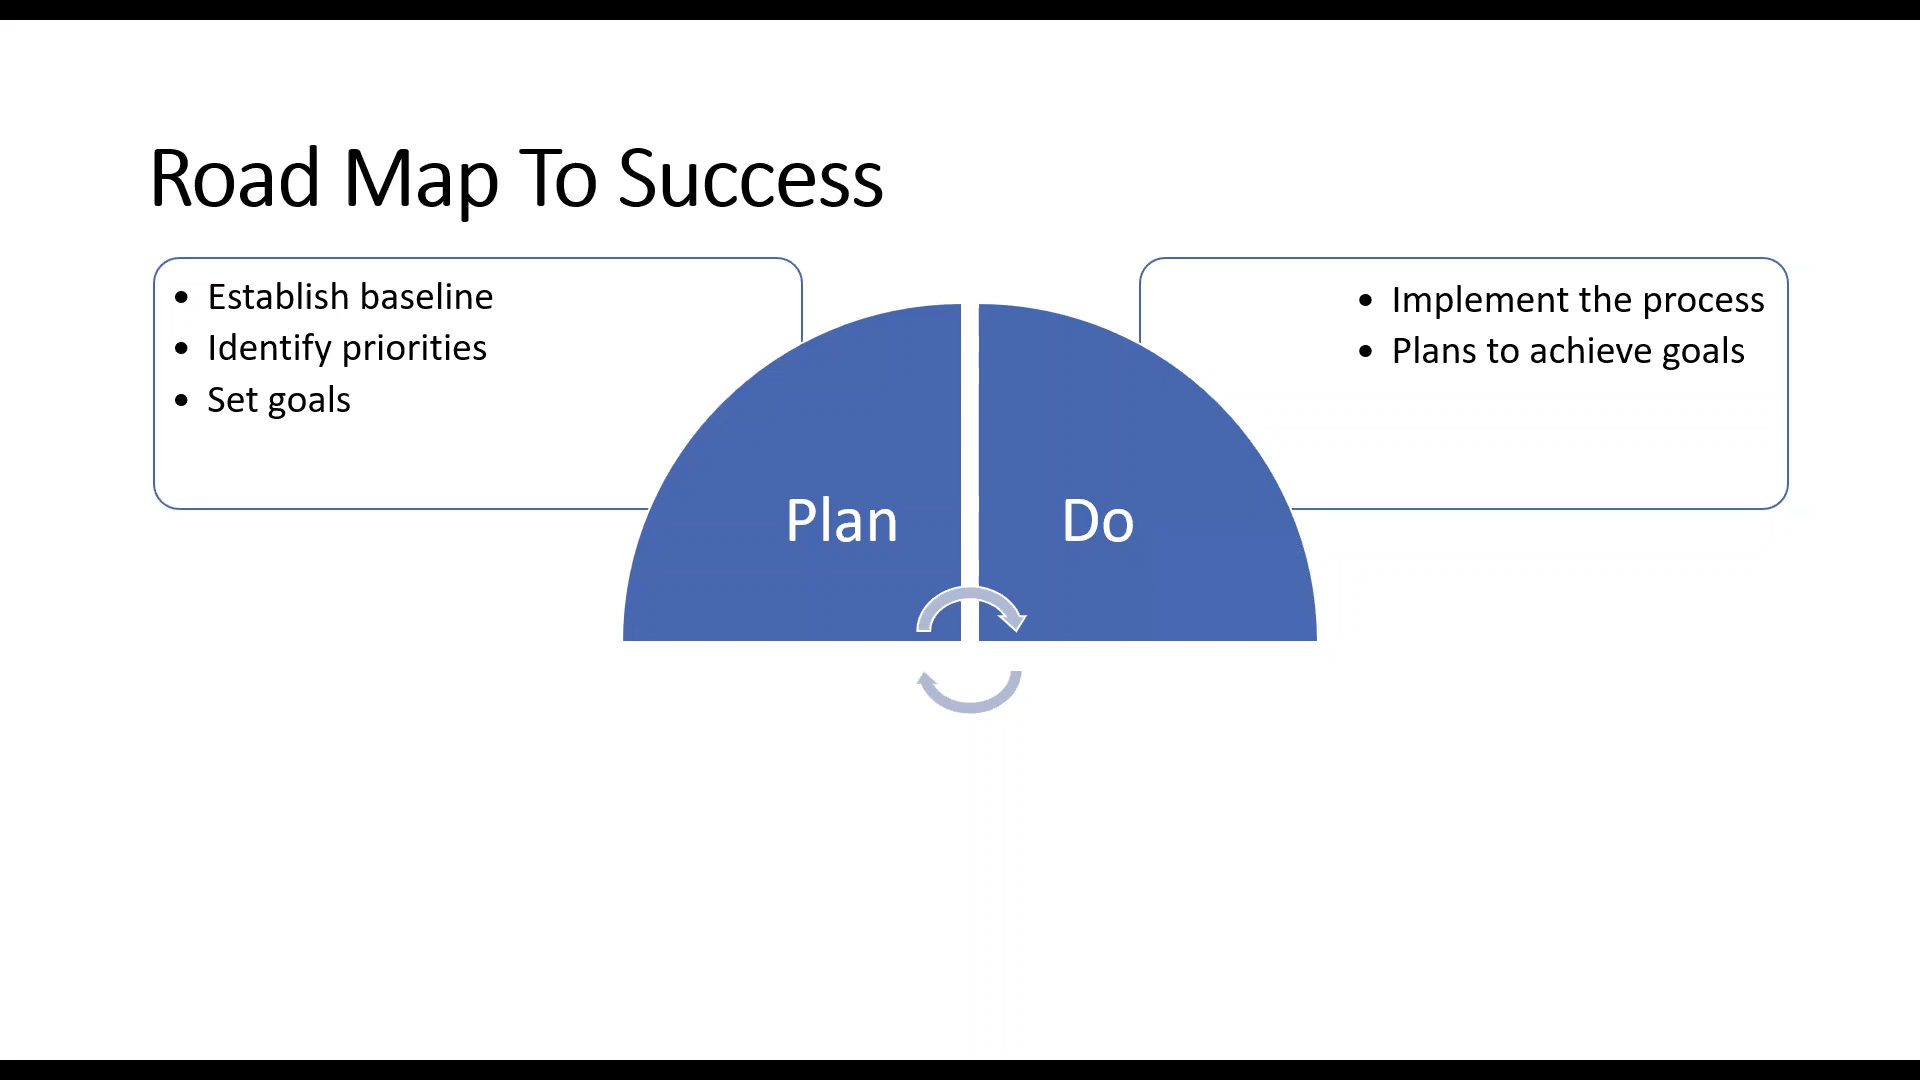 Road Map To Success
• Establish baseline
• Identify priorities
• Set goals
• Implement the process
• Plans to achieve goals
Plan
Do